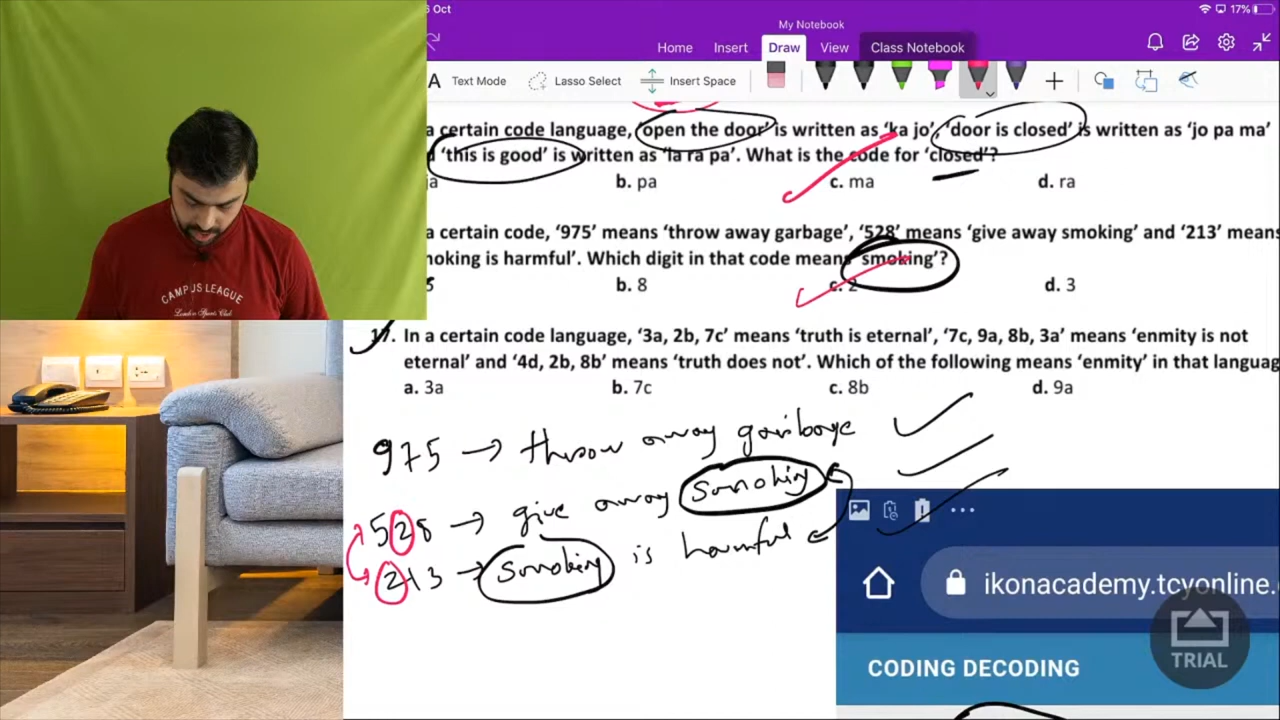 6 Oct
17%
My Notebook
Home Insert Draw View Class Notebook
A Text Mode Lasso Select Insert Space
a certain code language, ‘open the door’ is written as ‘ka jo’, ‘door is closed’ is written as ‘jo pa ma’
‘this is good’ is written as ‘la ra pa’. What is the code for ‘closed’?
ja b. pa c. ma d. ra
a certain code, ‘975’ means ‘throw away garbage’, ‘528’ means ‘give away smoking’ and ‘213’ means
noking is harmful’. Which digit in that code means ‘smoking’?
5 b. 8 c. 2 d. 3
17. In a certain code language, ‘3a, 2b, 7c’ means ‘truth is eternal’, ‘7c, 9a, 8b, 3a’ means ‘enmity is not
eternal’ and ‘4d, 2b, 8b’ means ‘truth does not’. Which of the following means ‘enmity’ in that languag
a. 3a b. 7c c. 8b d. 9a
975 → throw away garbage
528 → give away smoking
213 → smoking is harmful
CAMPUS LEAGUE
London Sports Club
ikonacademy.tcyonline.
TRIAL
CODING DECODING